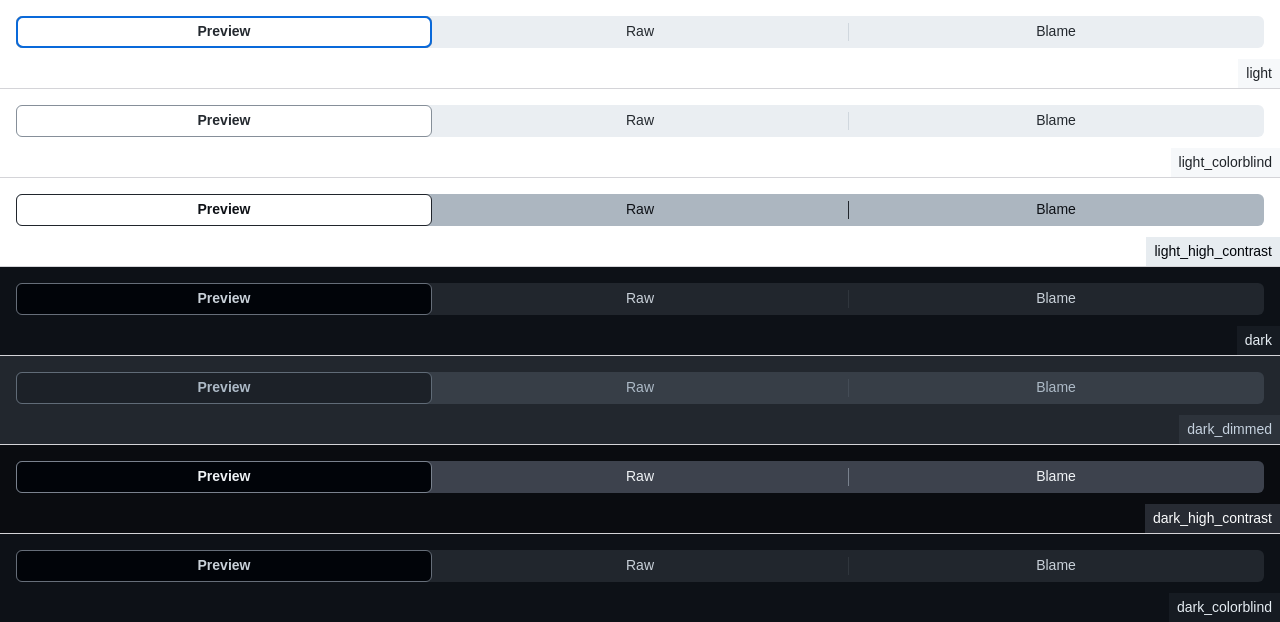 Preview Raw Blame
light
Preview Raw Blame
light_colorblind
Preview Raw Blame
light_high_contrast
Preview Raw Blame
dark
Preview Raw Blame
dark_dimmed
Preview Raw Blame
dark_high_contrast
Preview Raw Blame
dark_colorblind